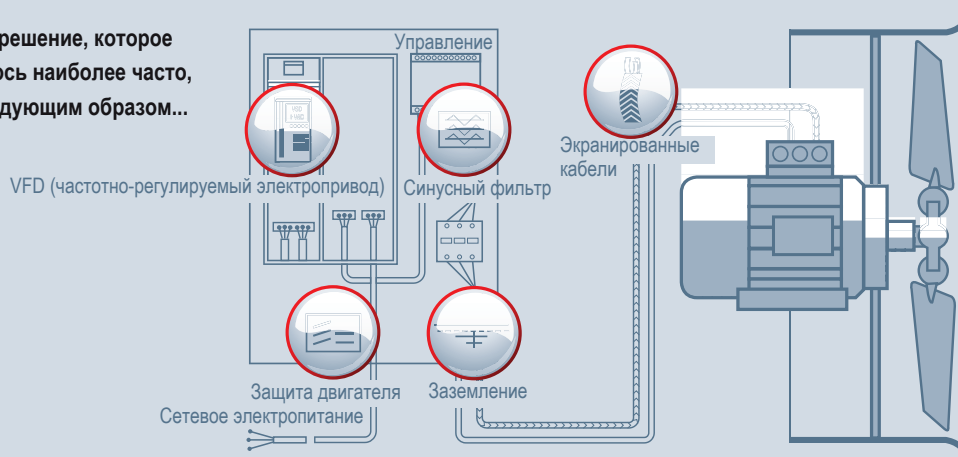 решение, которое
ось наиболее часто,
дующим образом...
Управление
VFD (частотно-регулируемый электропривод)
Синусный фильтр
Экранированные
кабели
Защита двигателя
Заземление
Сетевое электропитание